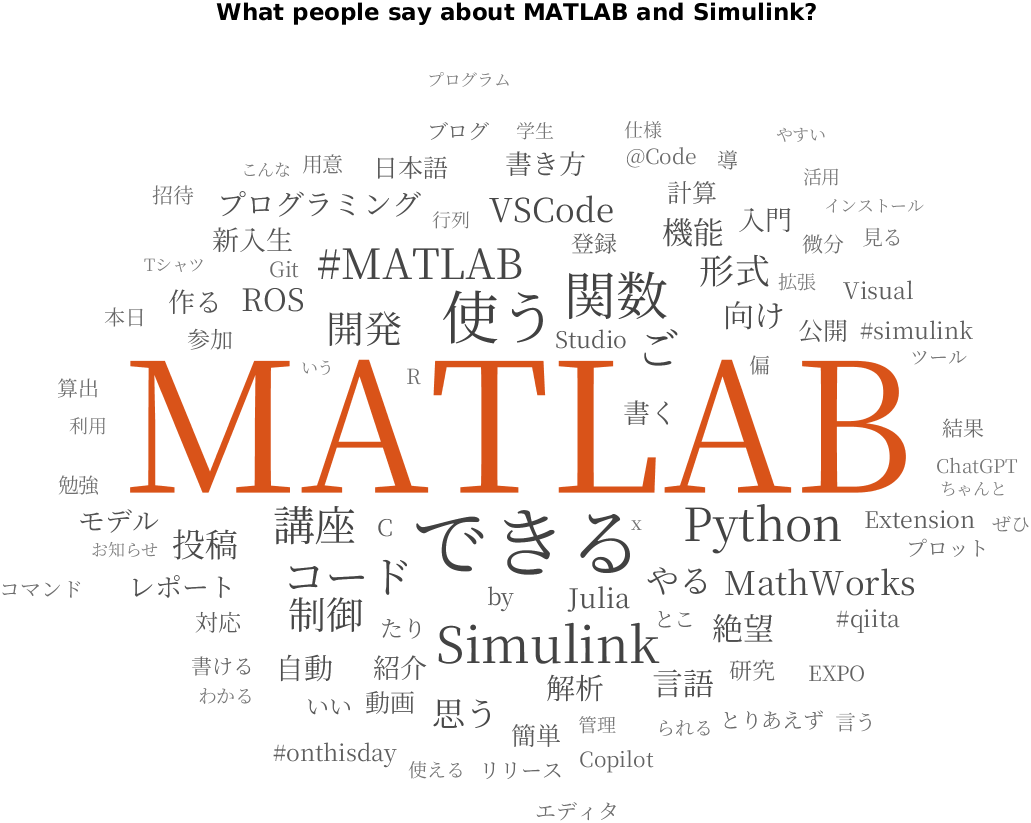 What people say about MATLAB and Simulink?
プログラム
ブログ 学生 仕様 やすい
こんな 用意 日本語 書き方 @Code 導
招待 プログラミング 行列 VSCode 計算 活用
新入生 登録 機能 入門 インストール
Tシャツ Git #MATLAB 関数 形式 微分 見る
作る ROS 使う 拡張 Visual
本日 参加 開発 Studio ご 向け 公開 #simulink
いう R 偏 ツール
算出 MATLAB
利用 書く 結果
勉強 ChatGPT
ちゃんと
モデル 講座 C できる x Python Extension ぜひ
お知らせ 投稿 プロット
コマンド レポート コード by Julia やる MathWorks
対応 制御 たり とこ 絶望 #qiita
Simulink
書ける 自動 紹介 解析 言語 研究 EXPO
わかる いい 動画 思う 簡単 管理 られる とりあえず 言う
#onthisday 使える リリース Copilot
エディタ